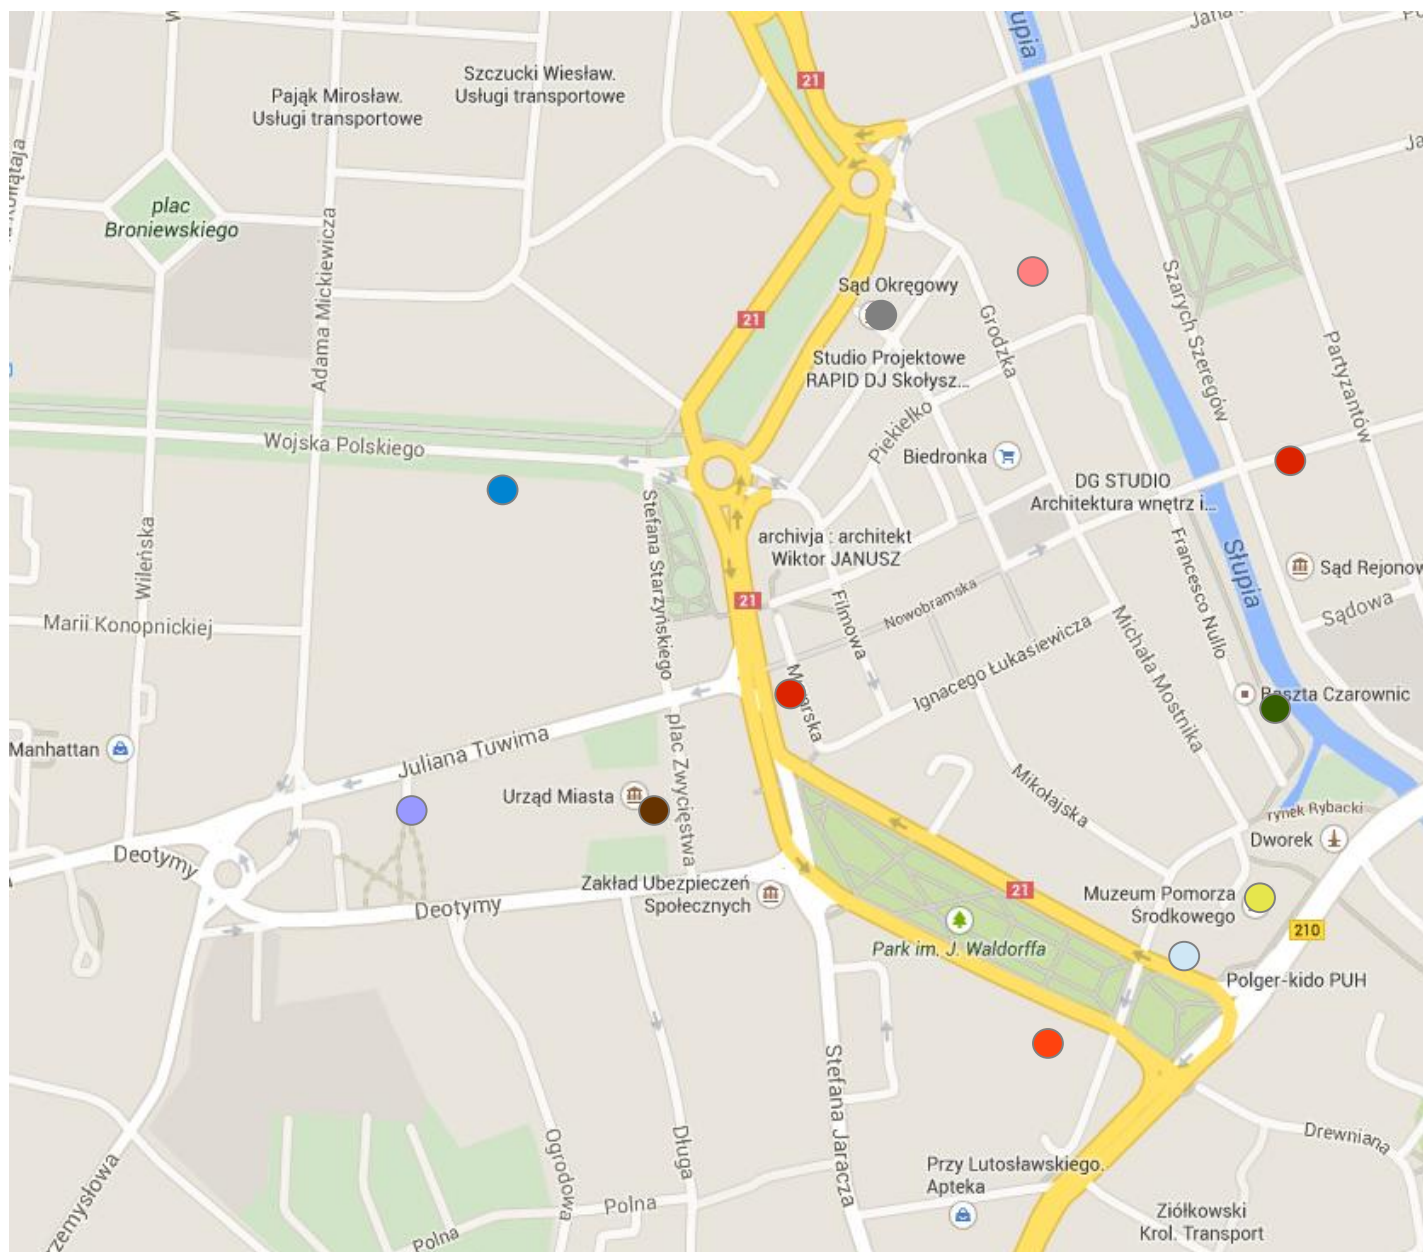 Słupia
21
Szczucki Wiesław.
Usługi transportowe
Pająk Mirosław.
Usługi transportowe
plac
Broniewskiego
Adama Mickiewicza
Sąd Okręgowy
21
Studio Projektowe
RAPID DJ Skołysz...
Grodzka
Szarych Szeregów
Partyzantów
Piekiełko
Wojska Polskiego
Biedronka
DG STUDIO
Architektura wnętrz i...
Stefana Starzyńskiego
Wileńska
archivja : architekt
Wiktor JANUSZ
Francesco Nullo
Słupia
Sąd Rejonow
Sądowa
21
Filmowa
Nowobramska
Marii Konopnickiej
Ignacego Łukasiewicza
Michała Mostnika
Baszta Czarownic
Manhattan
Juliana Tuwima
plac Zwycięstwa
Mikołajska
Urząd Miasta
rynek Rybacki
Dworek
Deotymy
Zakład Ubezpieczeń
Społecznych
21
Muzeum Pomorza
Środkowego
Deotymy
210
Park im. J. Waldorffa
Polger-kido PUH
Stefana Jaracza
Ogrodowa
Długa
Drewniana
Przy Lutosławskiego.
Apteka
rzemysłowa
Polna
Polna
Ziółkowski
Krol. Transport